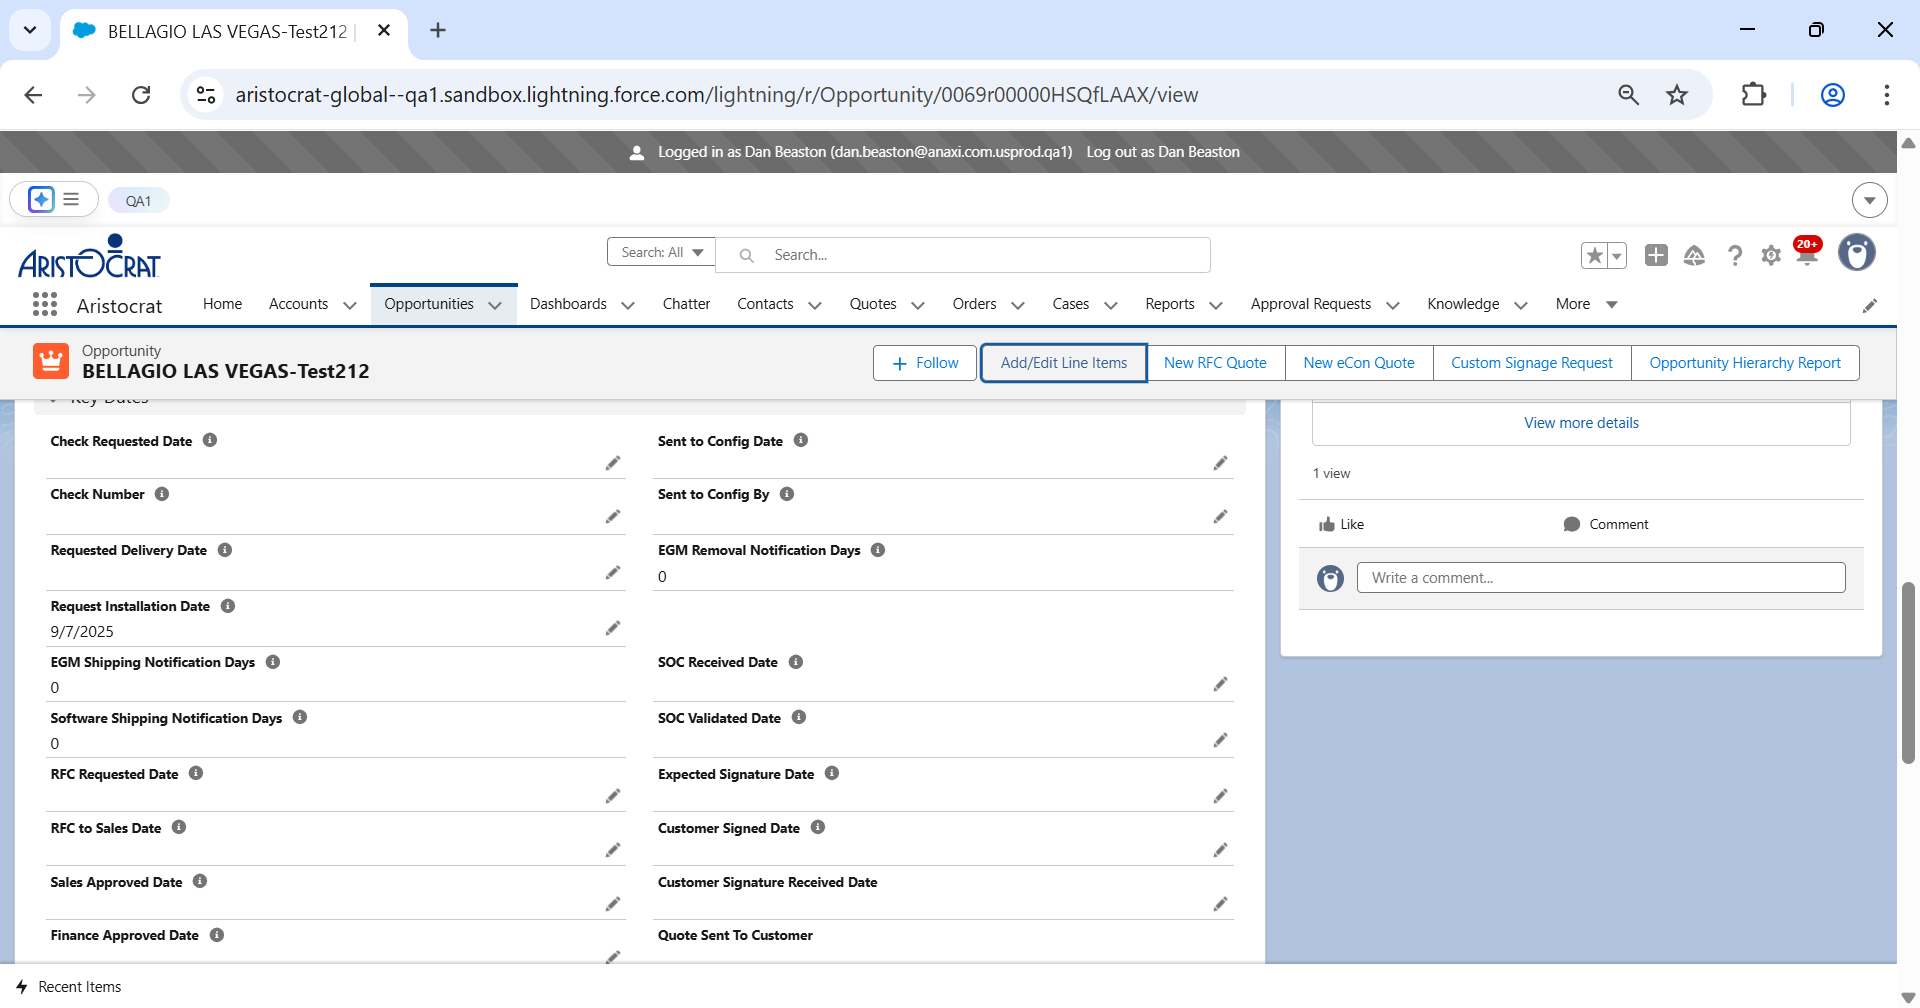 BELLAGIO LAS VEGAS-Test212
aristocrat-global--qa1.sandbox.lightning.force.com/lightning/r/Opportunity/0069r00000HSQfLAAX/view
Logged in as Dan Beaston (dan.beaston@anaxi.com.usprod.qa1) Log out as Dan Beaston
QA1
ARISTOCRAT
Search: All
Search...
20+
Aristocrat
Home
Accounts
Opportunities
Dashboards
Chatter
Contacts
Quotes
Orders
Cases
Reports
Approval Requests
Knowledge
More
Opportunity
BELLAGIO LAS VEGAS-Test212
Follow
Add/Edit Line Items
New RFC Quote
New eCon Quote
Custom Signage Request
Opportunity Hierarchy Report
Key Dates
Check Requested Date
Sent to Config Date
Check Number
Sent to Config By
Requested Delivery Date
EGM Removal Notification Days
0
Request Installation Date
9/7/2025
EGM Shipping Notification Days
0
SOC Received Date
Software Shipping Notification Days
0
SOC Validated Date
RFC Requested Date
Expected Signature Date
RFC to Sales Date
Customer Signed Date
Sales Approved Date
Customer Signature Received Date
Finance Approved Date
Quote Sent To Customer
View more details
1 view
Like
Comment
Write a comment...
Recent Items